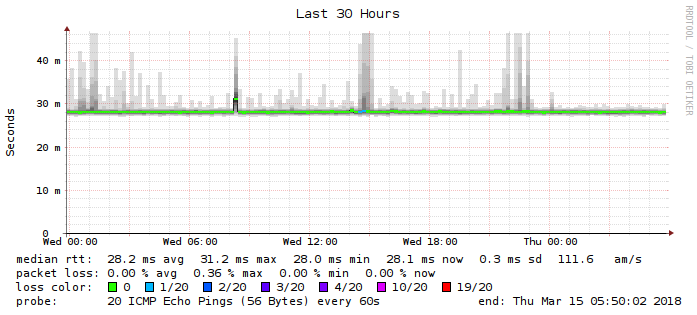 Last 30 Hours
RRDTOOL / TOBI OETIKER
Seconds
40 m
30 m
20 m
10 m
0
Wed 00:00 Wed 06:00 Wed 12:00 Wed 18:00 Thu 00:00
median rtt: 28.2 ms avg 31.2 ms max 28.0 ms min 28.1 ms now 0.3 ms sd 111.6 am/s
packet loss: 0.00 % avg 0.36 % max 0.00 % min 0.00 % now
loss color: 0 1/20 2/20 3/20 4/20 10/20 19/20
probe: 20 ICMP Echo Pings (56 Bytes) every 60s end: Thu Mar 15 05:50:02 2018